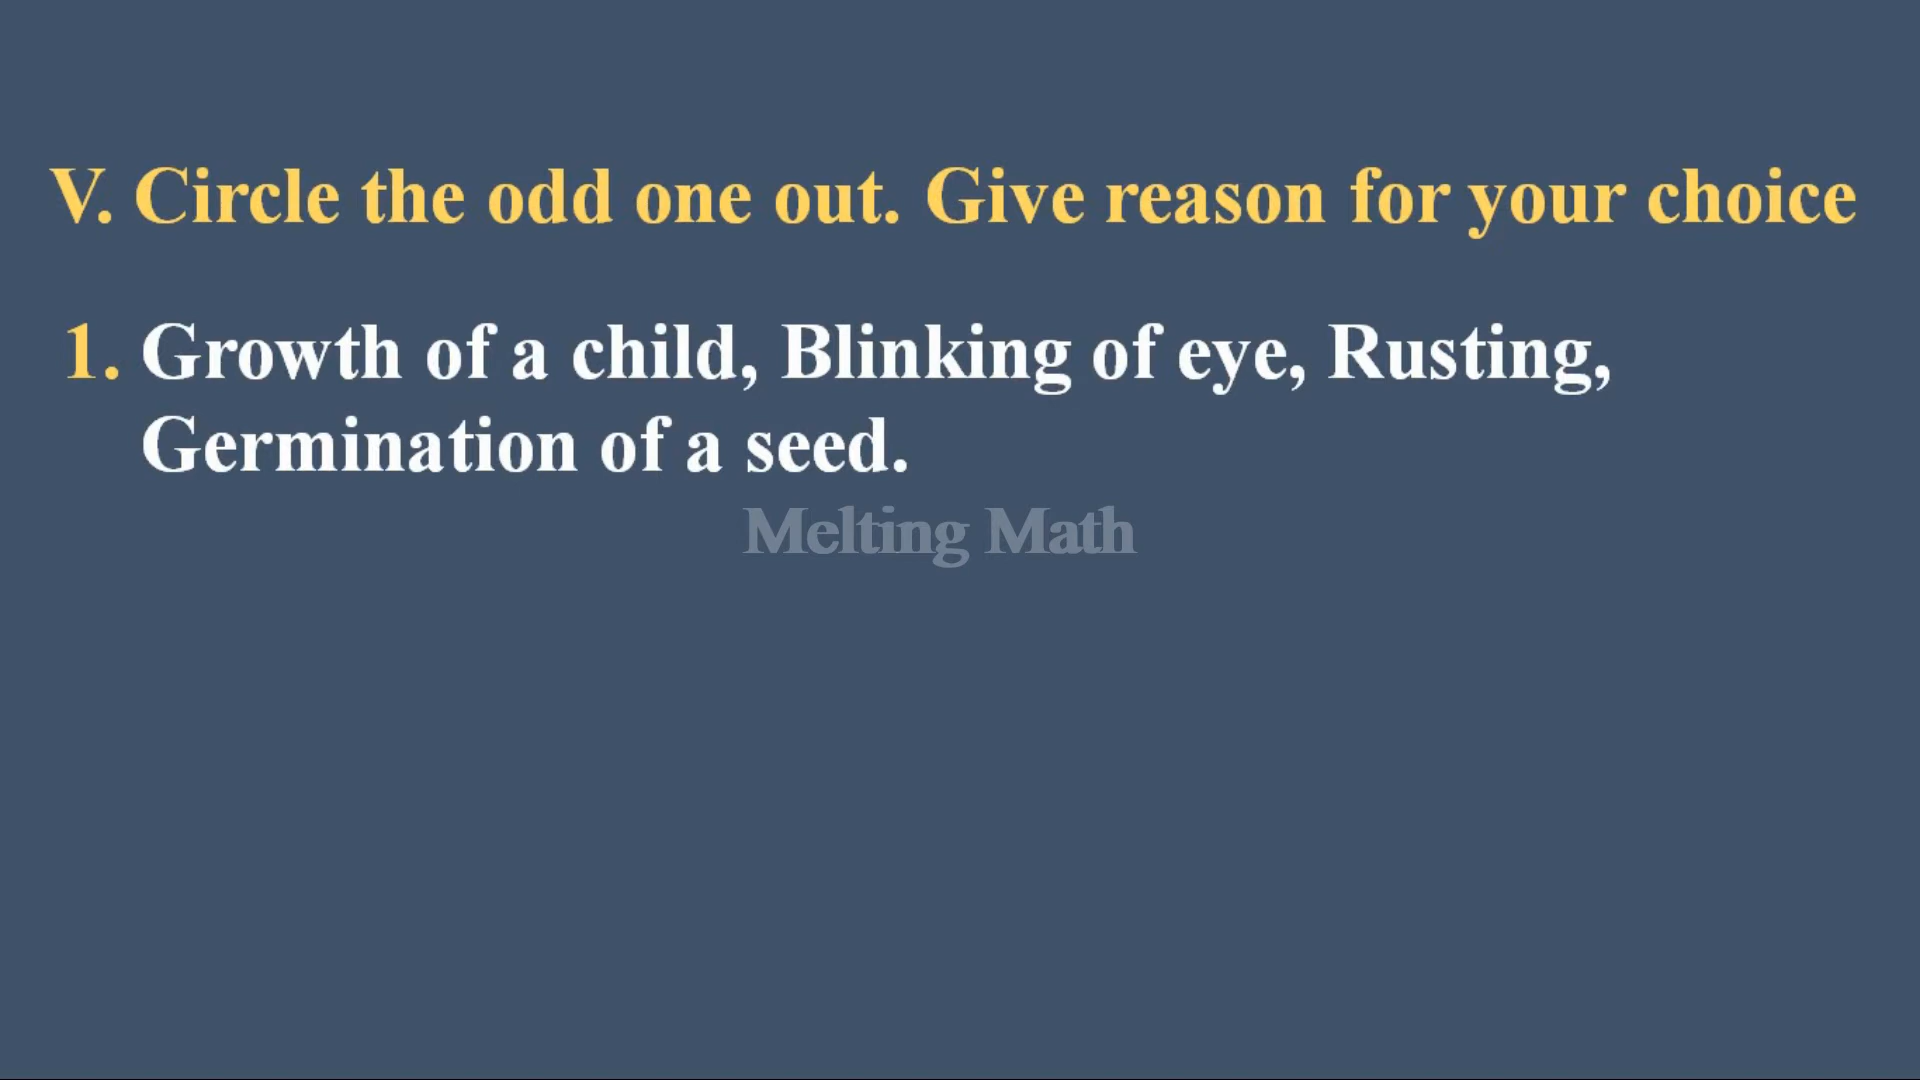 V. Circle the odd one out. Give reason for your choice
1. Growth of a child, Blinking of eye, Rusting,
Germination of a seed.
Melting Math